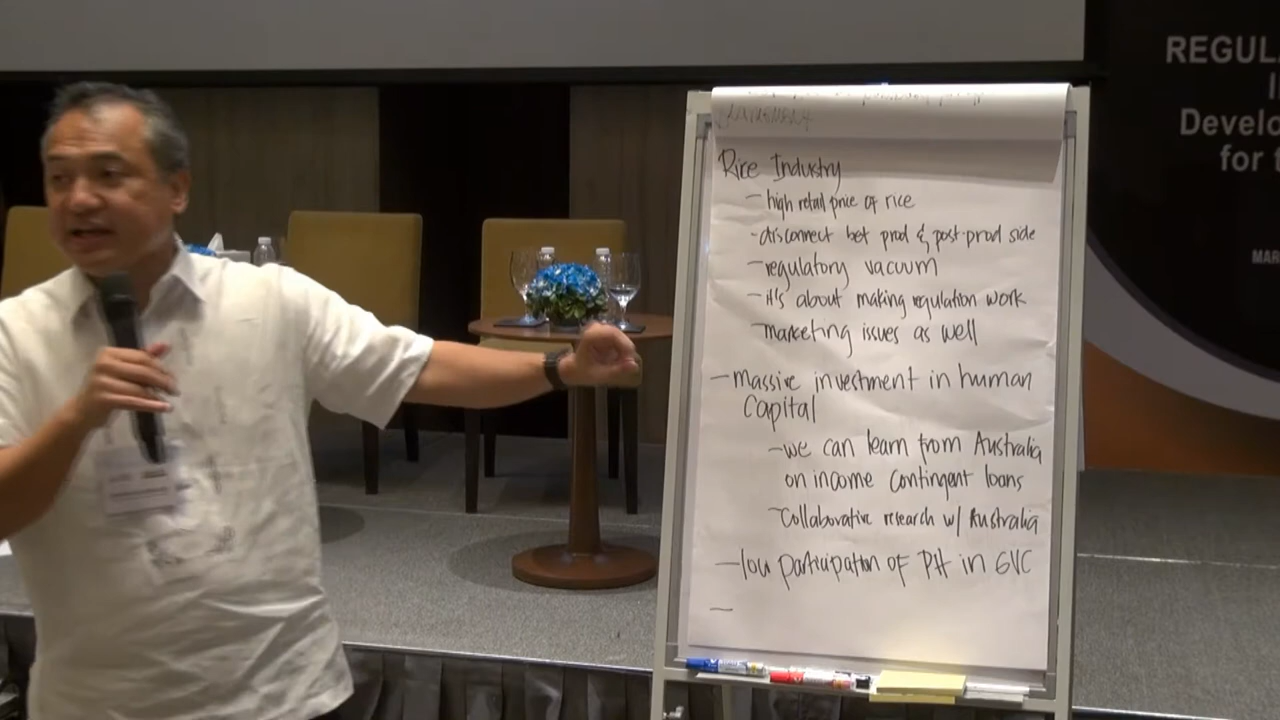 Rice Industry
- high retail price of rice
- disconnect bet prod & post-prod side
- regulatory vacuum
- it's about making regulation work
- marketing issues as well
- massive investment in human
capital
- we can learn from Australia
on income contingent loans
- collaborative research w/ Australia
- low participation of PH in GVC
-
REGUL
Develo
for
MAR